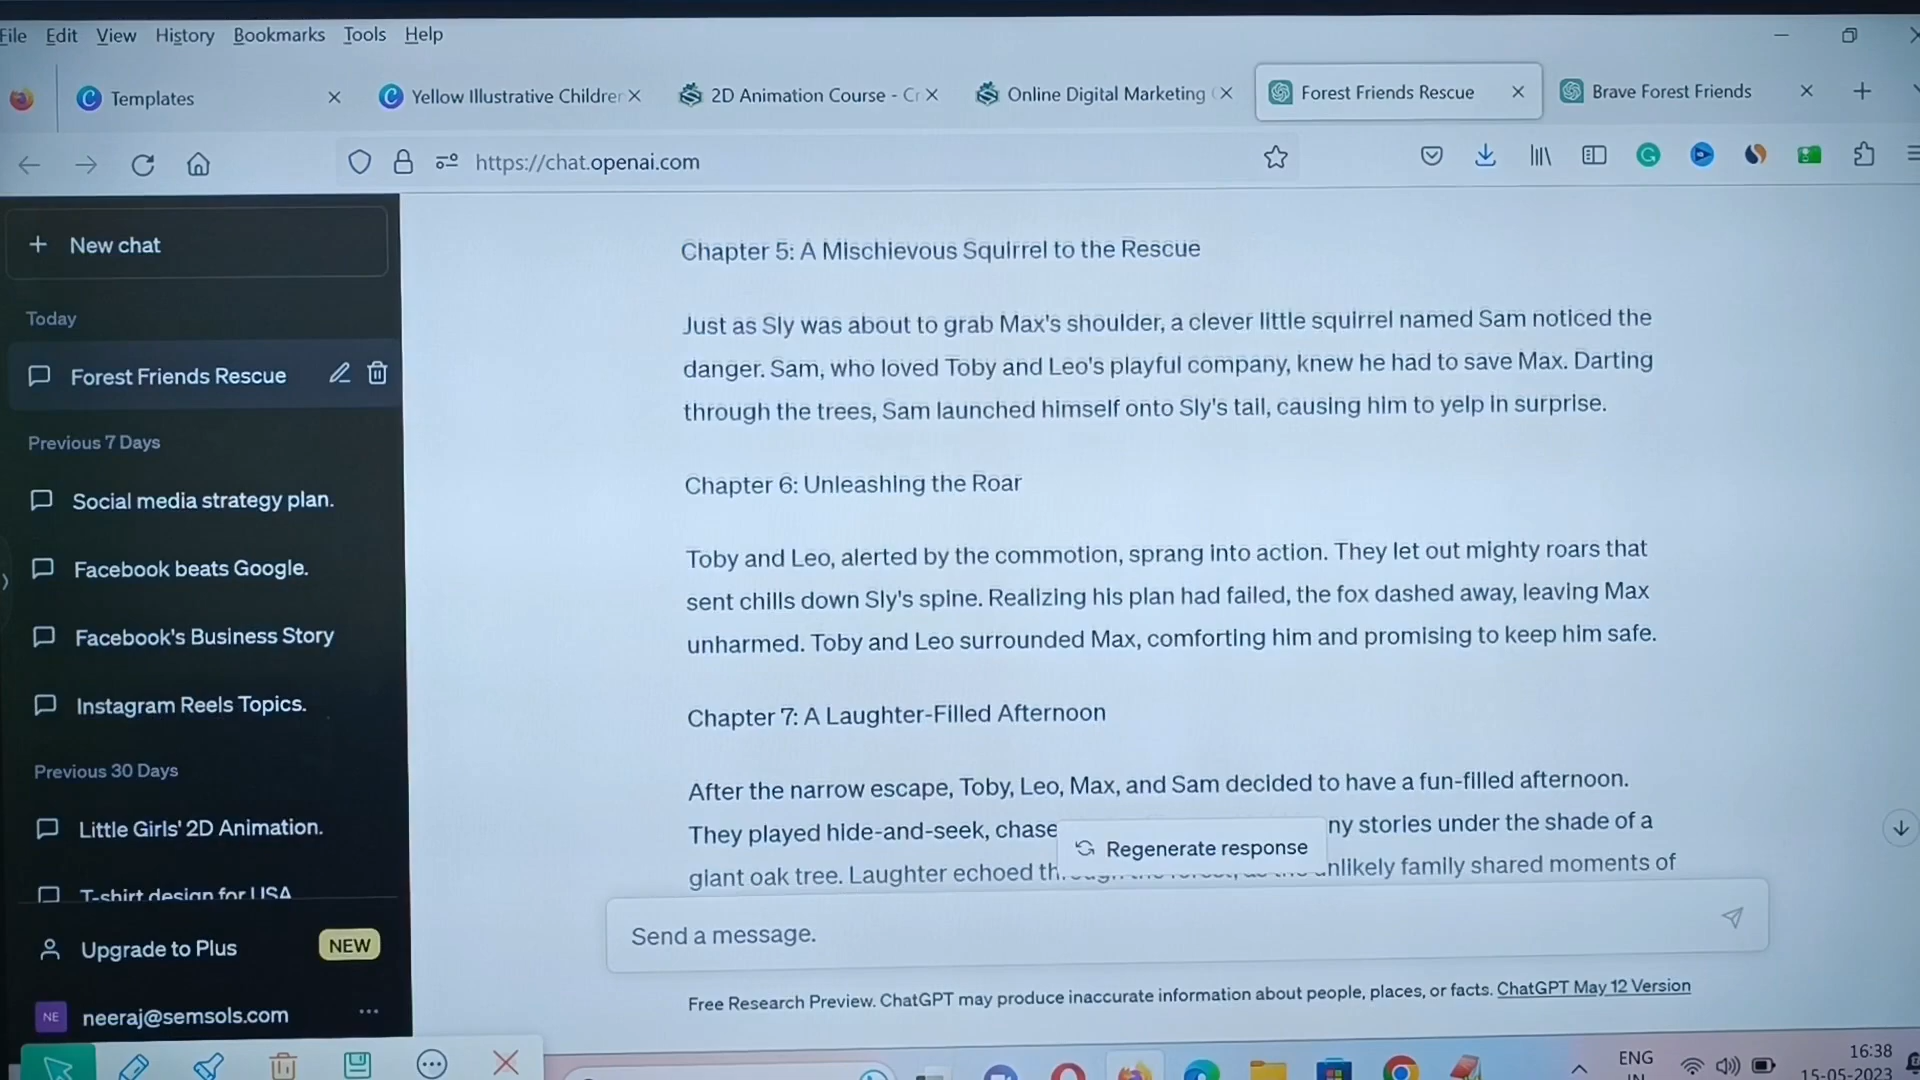 File Edit View History Bookmarks Tools Help
Templates
Yellow Illustrative Childrer
2D Animation Course - Cr
Online Digital Marketing
Forest Friends Rescue
Brave Forest Friends
https://chat.openai.com
New chat
Today
Forest Friends Rescue
Previous 7 Days
Social media strategy plan.
Facebook beats Google.
Facebook's Business Story
Instagram Reels Topics.
Previous 30 Days
Little Girls' 2D Animation.
T-shirt design for USA
Upgrade to Plus NEW
NE neeraj@semsols.com
Chapter 5: A Mischievous Squirrel to the Rescue
Just as Sly was about to grab Max's shoulder, a clever little squirrel named Sam noticed the
danger. Sam, who loved Toby and Leo's playful company, knew he had to save Max. Darting
through the trees, Sam launched himself onto Sly's tail, causing him to yelp in surprise.
Chapter 6: Unleashing the Roar
Toby and Leo, alerted by the commotion, sprang into action. They let out mighty roars that
sent chills down Sly's spine. Realizing his plan had failed, the fox dashed away, leaving Max
unharmed. Toby and Leo surrounded Max, comforting him and promising to keep him safe.
Chapter 7: A Laughter-Filled Afternoon
After the narrow escape, Toby, Leo, Max, and Sam decided to have a fun-filled afternoon.
They played hide-and-seek, chase ny stories under the shade of a
Regenerate response
giant oak tree. Laughter echoed unlikely family shared moments of
Send a message.
Free Research Preview. ChatGPT may produce inaccurate information about people, places, or facts. ChatGPT May 12 Version
ENG
IN
16:38
15-05-2023